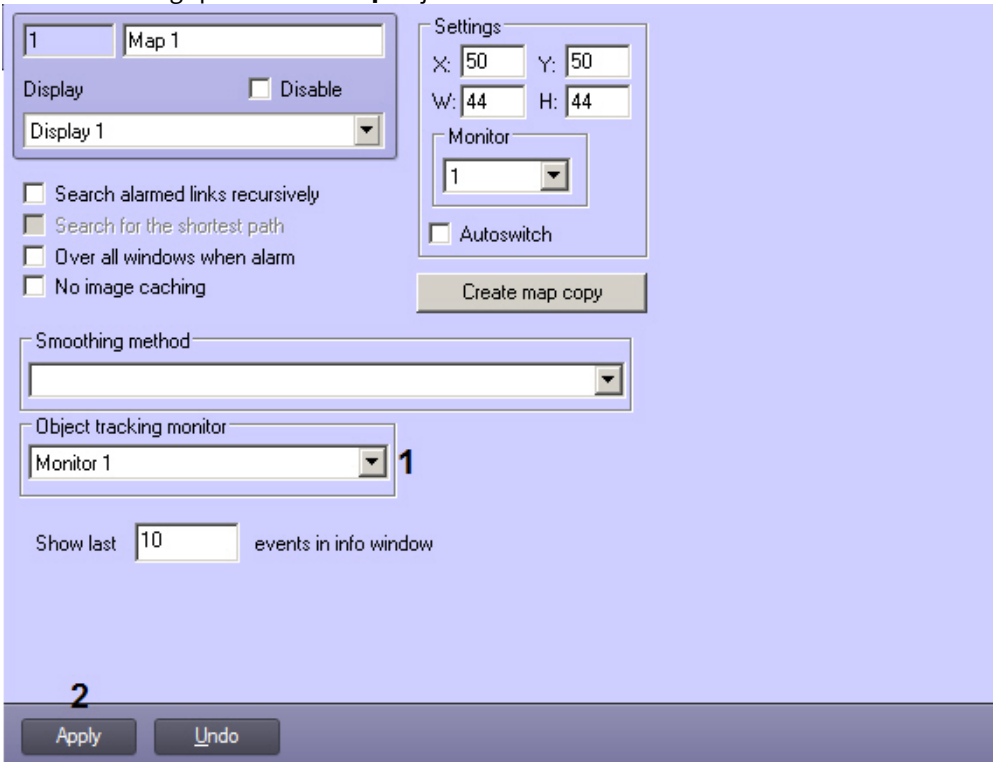 1 Map 1
Display Disable
Display 1
Settings
X: 50 Y: 50
W: 44 H: 44
Monitor
1
Autoswitch
Search alarmed links recursively
Search for the shortest path
Over all windows when alarm
No image caching
Create map copy
Smoothing method
Object tracking monitor
Monitor 1
1
Show last 10 events in info window
2
Apply Undo